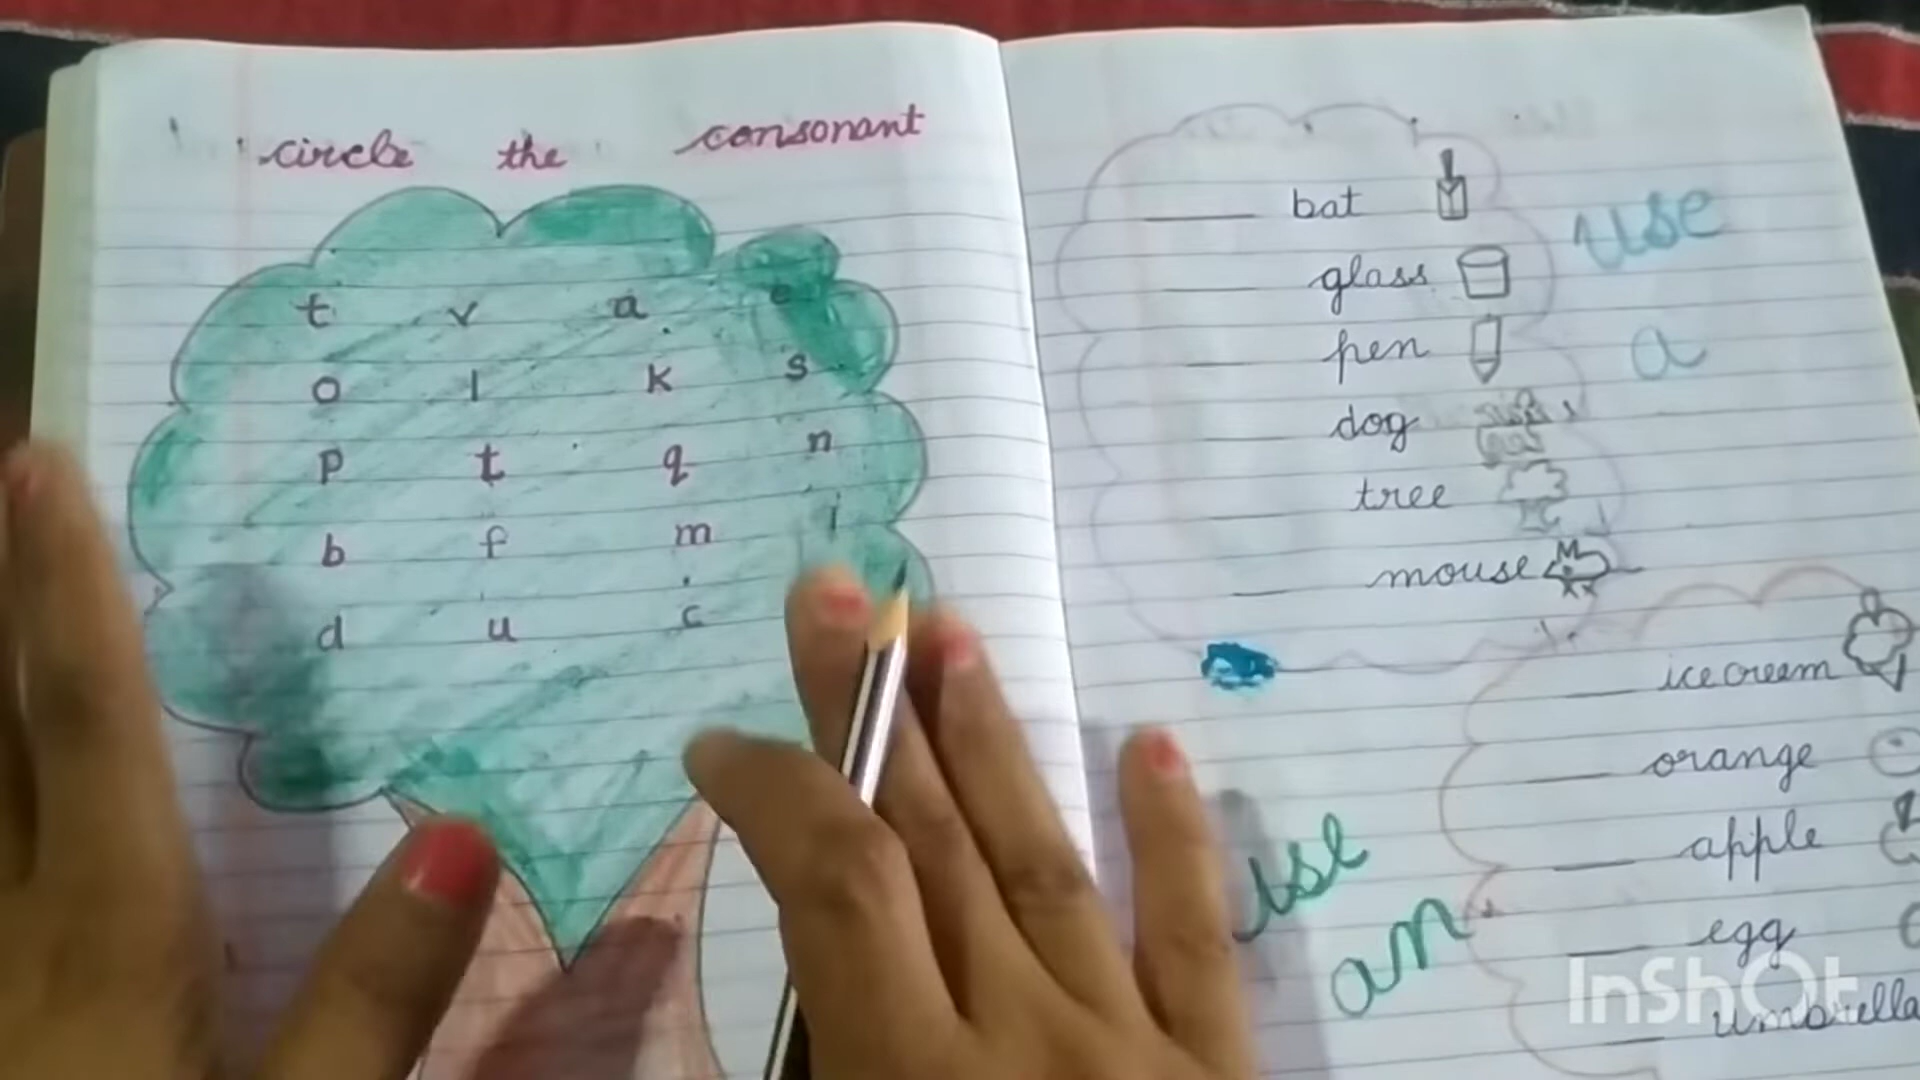 circle the consonant
t v a e
o l k s
p t q n
b f m i
d u c
bat
glass
pen
dog
tree
mouse
use
a
icecream
orange
apple
egg
umbrella
use
an
InShOt